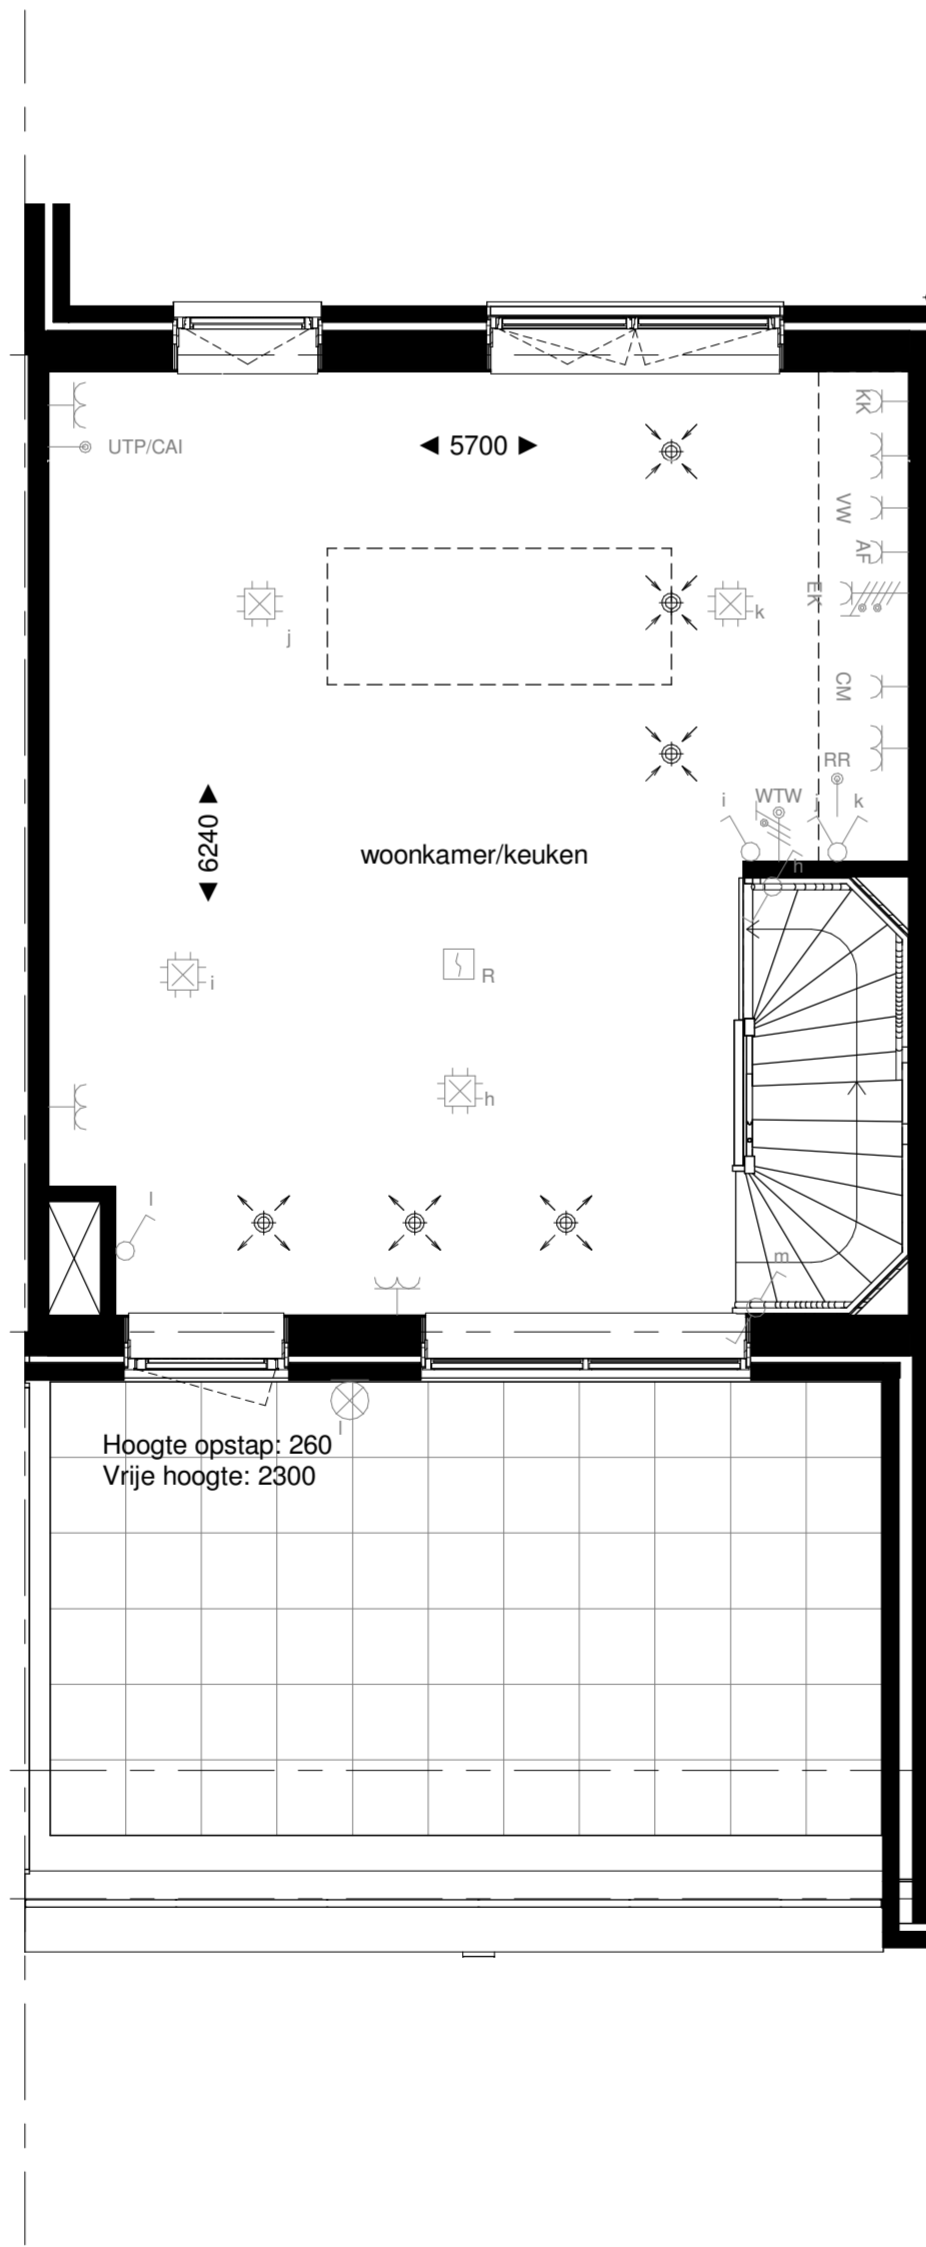 KK
UTP/CAI
◄ 5700 ►
VW
AF
EK
j
k
CM
RR
i
WTW
j
k
◄ 6240 ►
woonkamer/keuken
h
i
R
h
l
m
l
Hoogte opstap: 260
Vrije hoogte: 2300